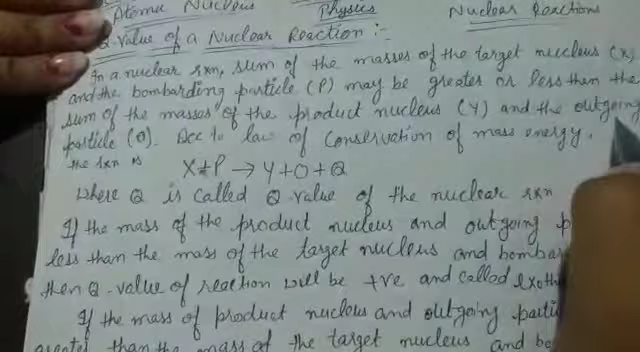 Atomic Nucleus Physics Nuclear Reactions
Q-value of a Nuclear Reaction :-
In a nuclear rxn, sum of the masses of the target nucleus (X)
and the bombarding particle (P) may be greater or less then the
sum of the masses of the product nucleus (Y) and the outgoing
particle (O). Acc to law of conservation of mass energy,
the rxn is
X+P → Y+O+Q
Where Q is called Q-value of the nuclear rxn
If the mass of the product nucleus and outgoing p
less than the mass of the target nucleus and bombar
then Q-value of reaction will be +ve and called exoth
If the mass of product nucleus and outgoing parti
greater than the mass of the target nucleus and bo